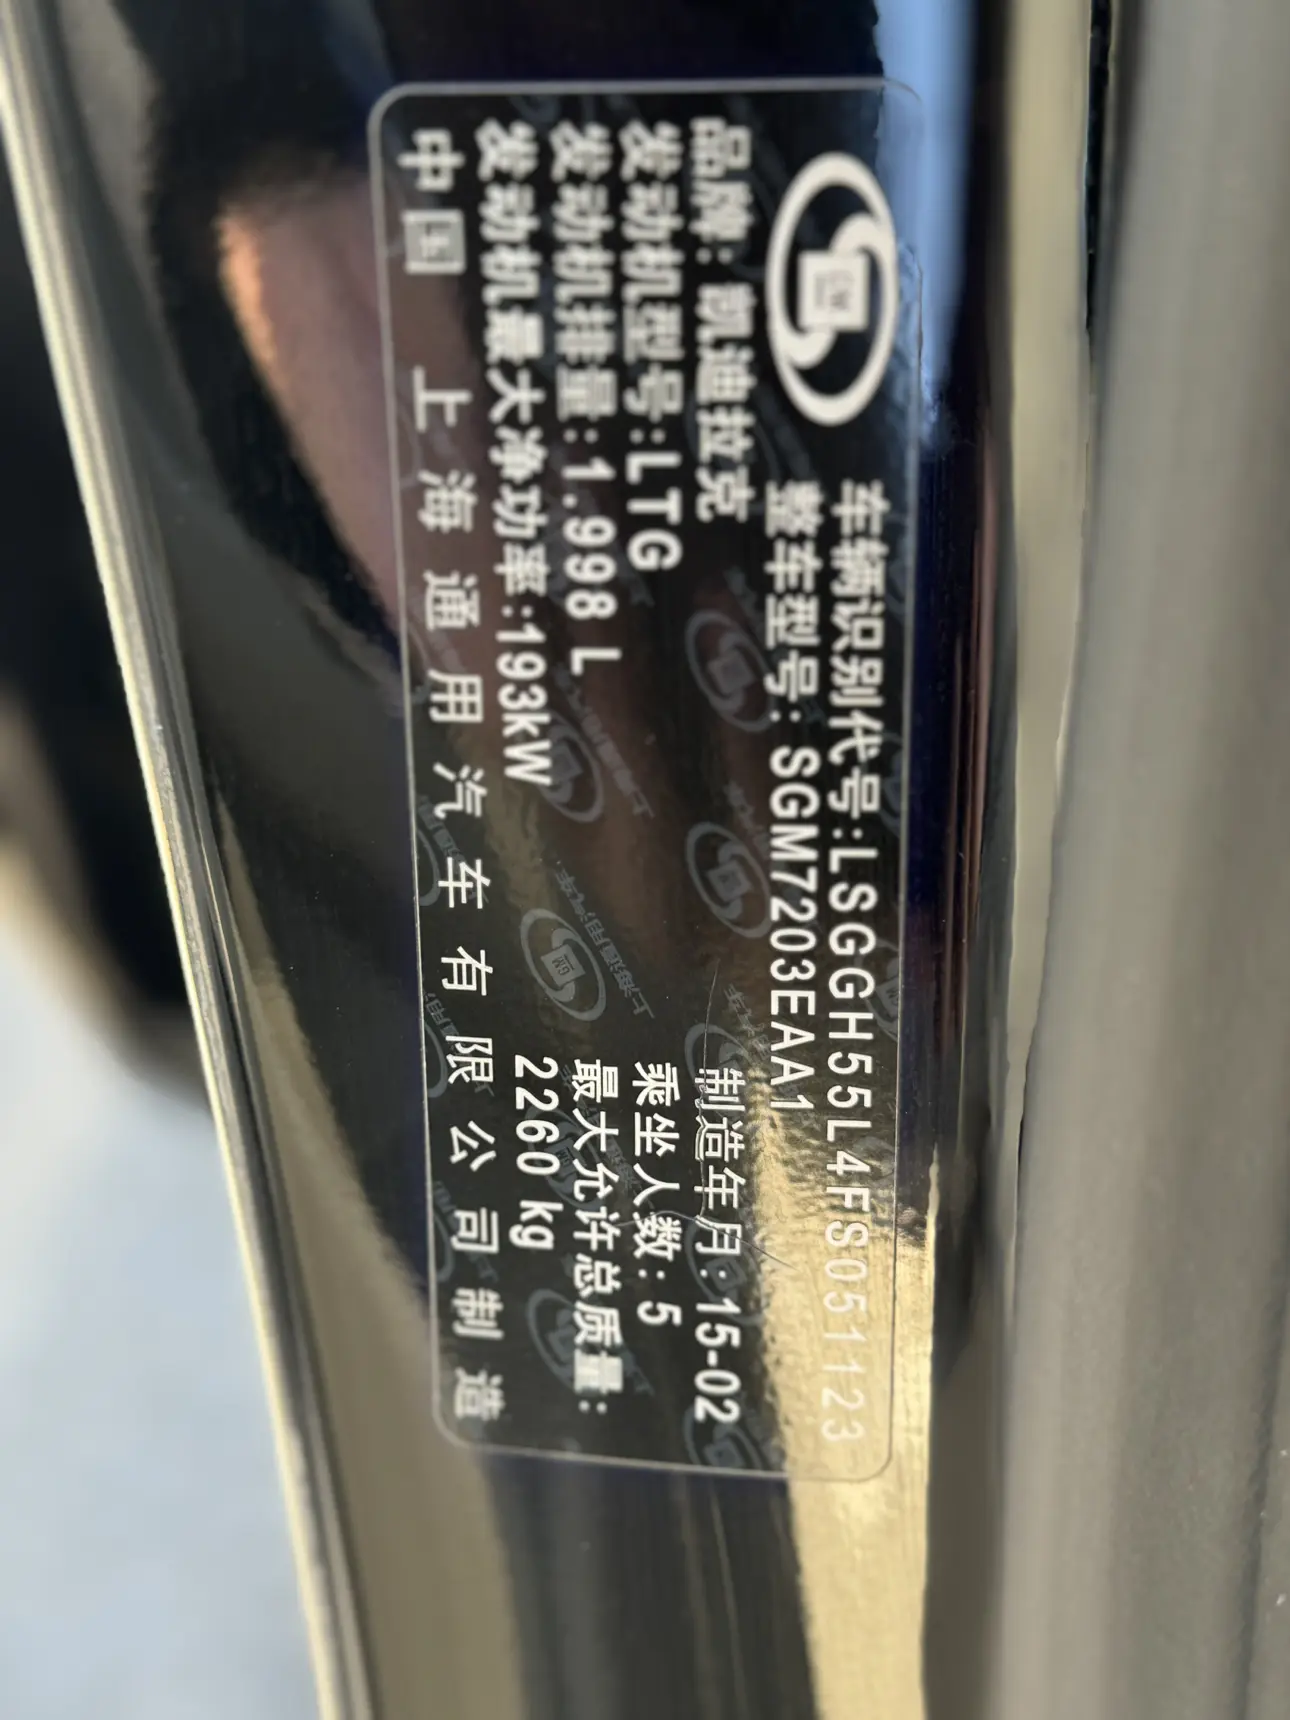 GM
车辆识别代号:LSGGH55L4FS051123
整车型号:SGM7203EAA1
品牌:凯迪拉克
制造年月:15-02
发动机型号:LTG
乘坐人数:5
发动机排量:1.998 L
最大允许总质量:
发动机最大净功率:193kW
2260 kg
中国 上海通用汽车有限公司制造